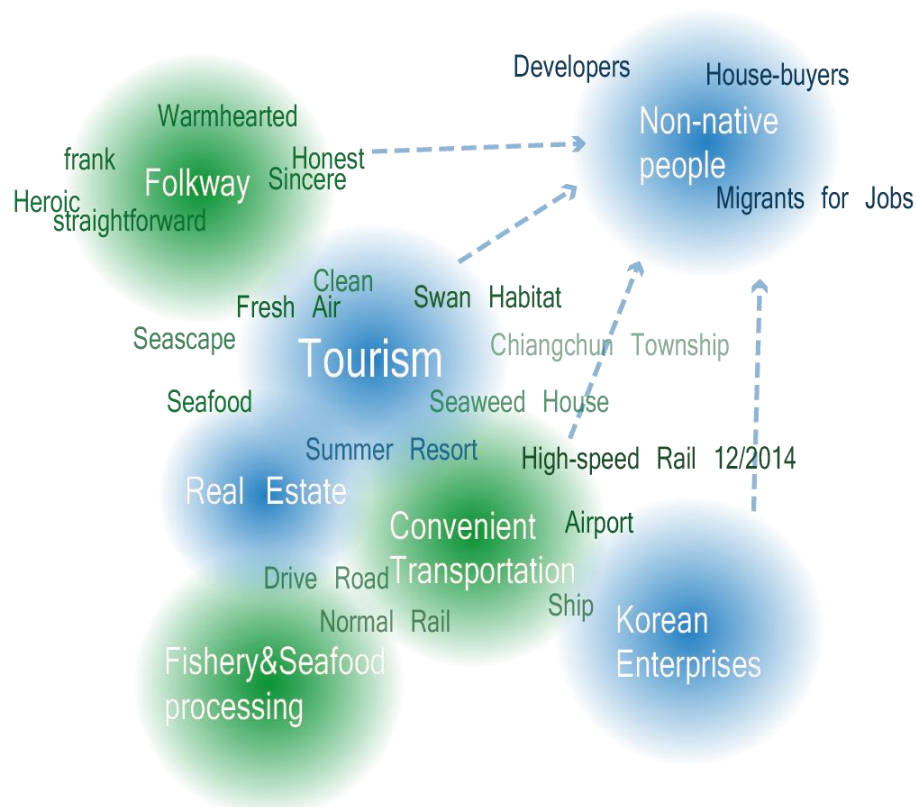 Developers
House-buyers
Non-native
people
Migrants for Jobs
Warmhearted
frank
Honest
Folkway
Sincere
Heroic
straightforward
Clean
Fresh Air
Swan Habitat
Seascape
Tourism
Chiangchun Township
Seafood
Seaweed House
Summer Resort
High-speed Rail 12/2014
Real Estate
Convenient
Transportation
Airport
Drive Road
Ship
Normal Rail
Korean
Enterprises
Fishery&Seafood
processing